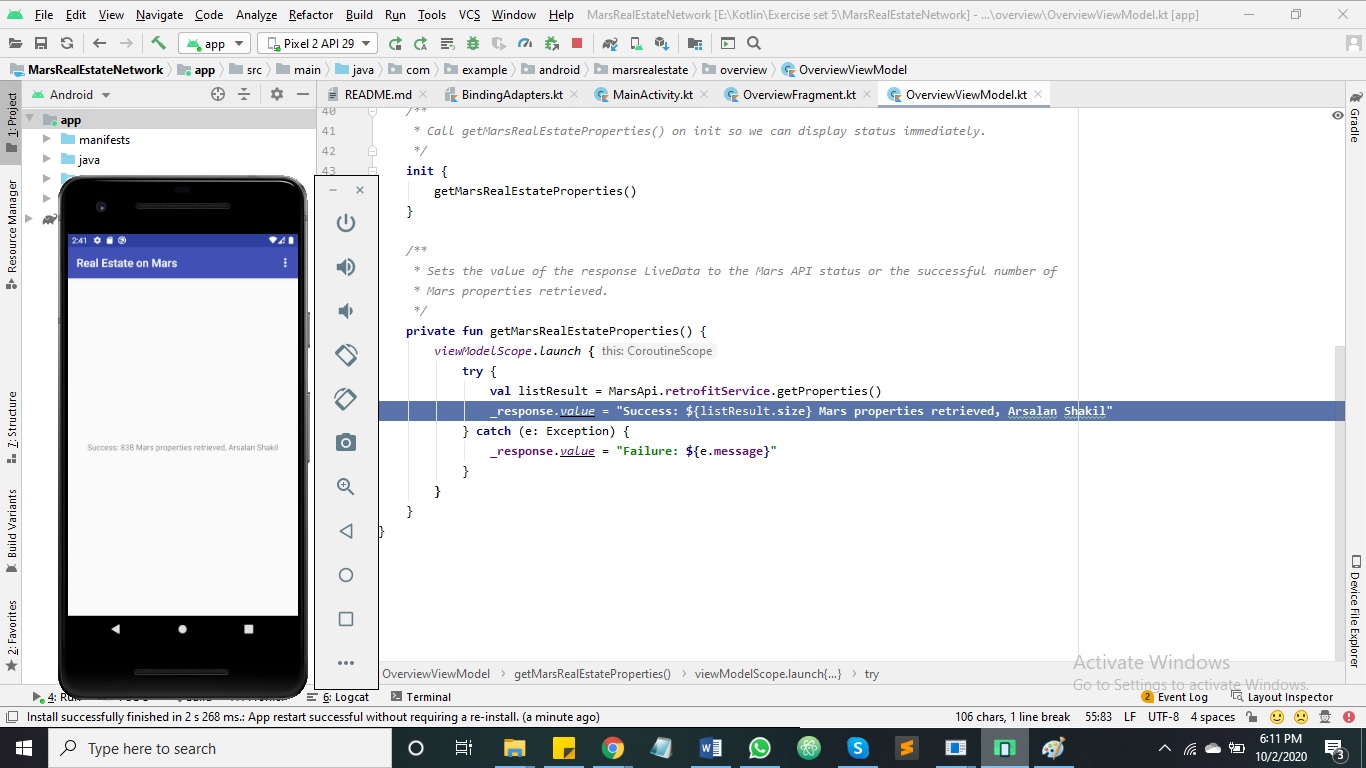 File Edit View Navigate Code Analyze Refactor Build Run Tools VCS Window Help MarsRealEstateNetwork [E:\Kotlin\Exercise set 5\MarsRealEstateNetwork] - ...\overview\OverviewViewModel.kt [app]
app Pixel 2 API 29
MarsRealEstateNetwork app src main java com example android marsrealestate overview OverviewViewModel
Android README.md BindingAdapters.kt MainActivity.kt OverviewFragment.kt OverviewViewModel.kt
1: Project
Resource Manager
7: Structure
Build Variants
2: Favorites
app
manifests
java
2:41
Real Estate on Mars
Success: 838 Mars properties retrieved, Arsalan Shakil
40 /**
41 * Call getMarsRealEstateProperties() on init so we can display status immediately.
42 */
43 init {
getMarsRealEstateProperties()
}
/**
* Sets the value of the response LiveData to the Mars API status or the successful number of
* Mars properties retrieved.
*/
private fun getMarsRealEstateProperties() {
viewModelScope.launch { this: CoroutineScope
try {
val listResult = MarsApi.retrofitService.getProperties()
_response.value = "Success: ${listResult.size} Mars properties retrieved, Arsalan Shakil"
} catch (e: Exception) {
_response.value = "Failure: ${e.message}"
}
}
}
}
Gradle
Device File Explorer
Activate Windows
Go to Settings to activate Windows.
OverviewViewModel getMarsRealEstateProperties() viewModelScope.launch{...} try
4: 6: Logcat Terminal 2 Event Log Layout Inspector
Install successfully finished in 2 s 268 ms.: App restart successful without requiring a re-install. (a minute ago) 106 chars, 1 line break 55:83 LF UTF-8 4 spaces
Type here to search
6:11 PM
10/2/2020
3